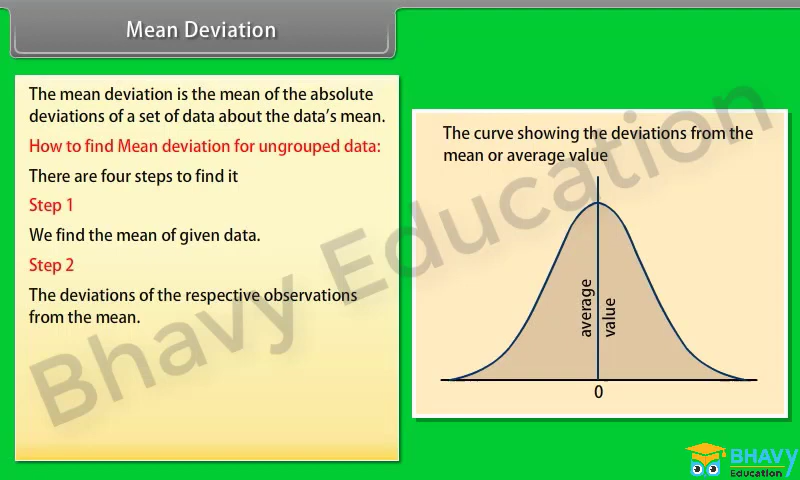 Mean Deviation
The mean deviation is the mean of the absolute
deviations of a set of data about the data's mean.
How to find Mean deviation for ungrouped data:
There are four steps to find it
Step 1
We find the mean of given data.
Step 2
The deviations of the respective observations
from the mean.
The curve showing the deviations from the
mean or average value
average
value
0
Bhavy Education
BHAVY
Education